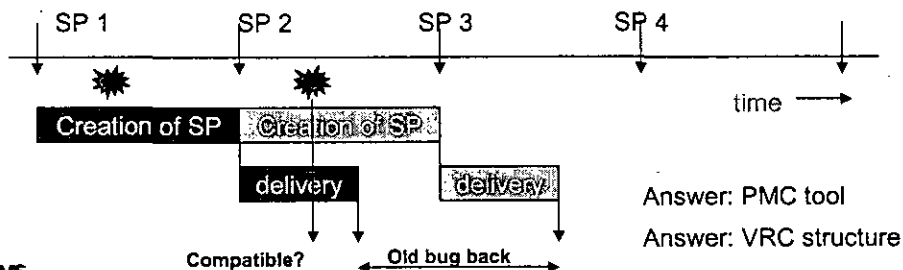 SP 1 SP 2 SP 3 SP 4
time
Creation of SP Creation of SP
delivery delivery
Answer: PMC tool
Answer: VRC structure
Compatible? Old bug back